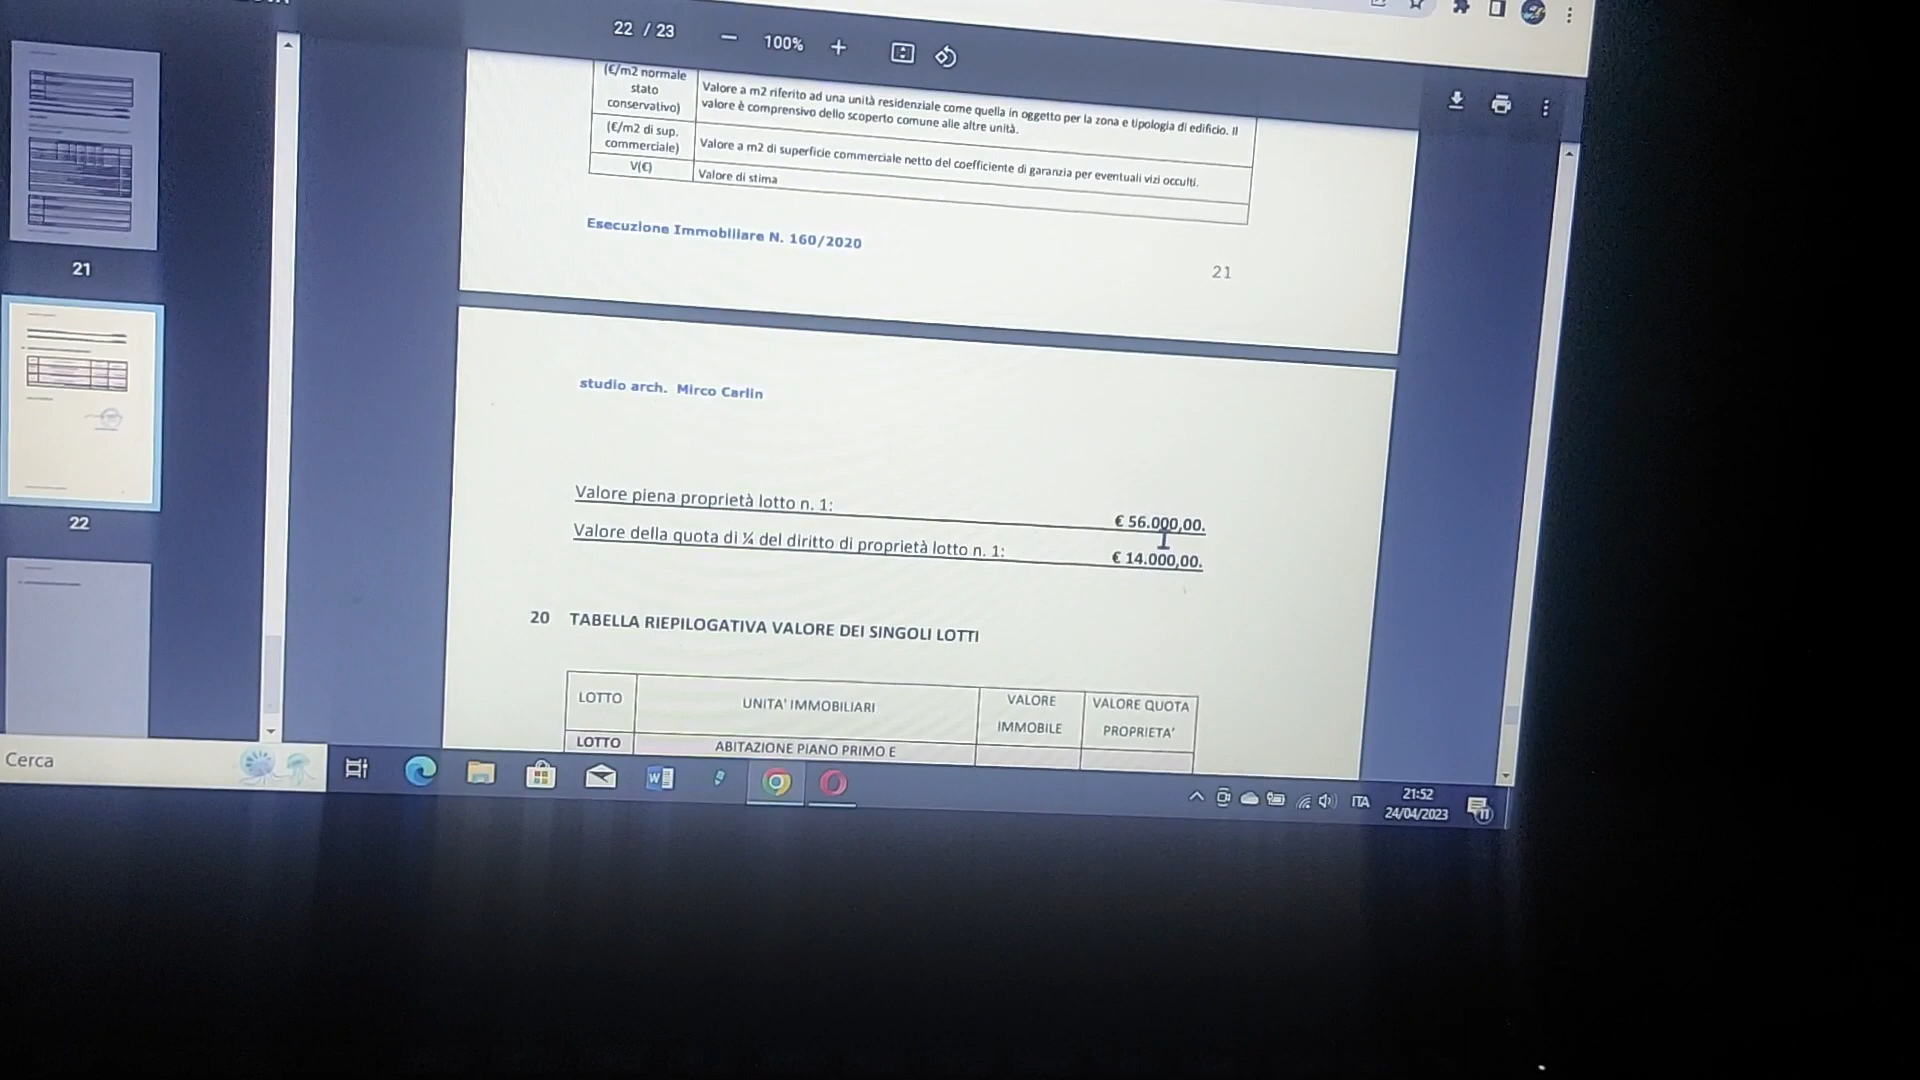 22 / 23
100%
(€/m2 normale
stato
conservativo)
Valore a m2 riferito ad una unità residenziale come quella in oggetto per la zona e tipologia di edificio. Il
valore è comprensivo dello scoperto comune alle altre unità.
(€/m2 di sup.
commerciale)
Valore a m2 di superficie commerciale netto del coefficiente di garanzia per eventuali vizi occulti.
V(€)
Valore di stima
Esecuzione Immobiliare N. 160/2020
21
21
22
studio arch. Mirco Carlin
Valore piena proprietà lotto n. 1:
€ 56.000,00.
Valore della quota di ¼ del diritto di proprietà lotto n. 1:
€ 14.000,00.
20 TABELLA RIEPILOGATIVA VALORE DEI SINGOLI LOTTI
LOTTO
UNITA' IMMOBILIARI
VALORE
IMMOBILE
VALORE QUOTA
PROPRIETA'
LOTTO
ABITAZIONE PIANO PRIMO E
Cerca
ITA
21:52
24/04/2023